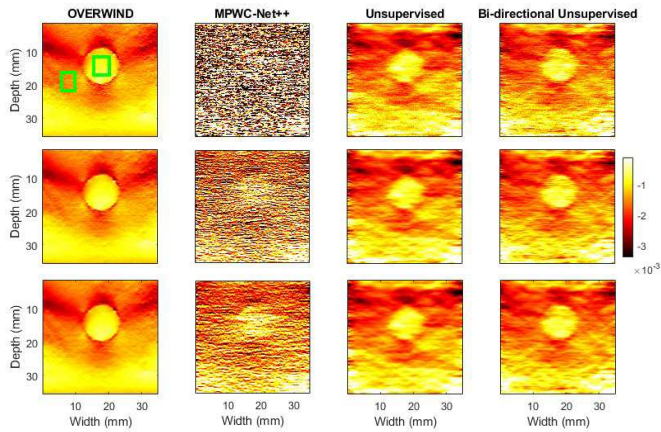 OVERWIND MPWC-Net++ Unsupervised Bi-directional Unsupervised
Depth (mm)
10
20
30
Depth (mm)
10
20
30
-1
-2
-3
×10⁻³
Depth (mm)
10
20
30
10 20 30 10 20 30 10 20 30 10 20 30
Width (mm) Width (mm) Width (mm) Width (mm)